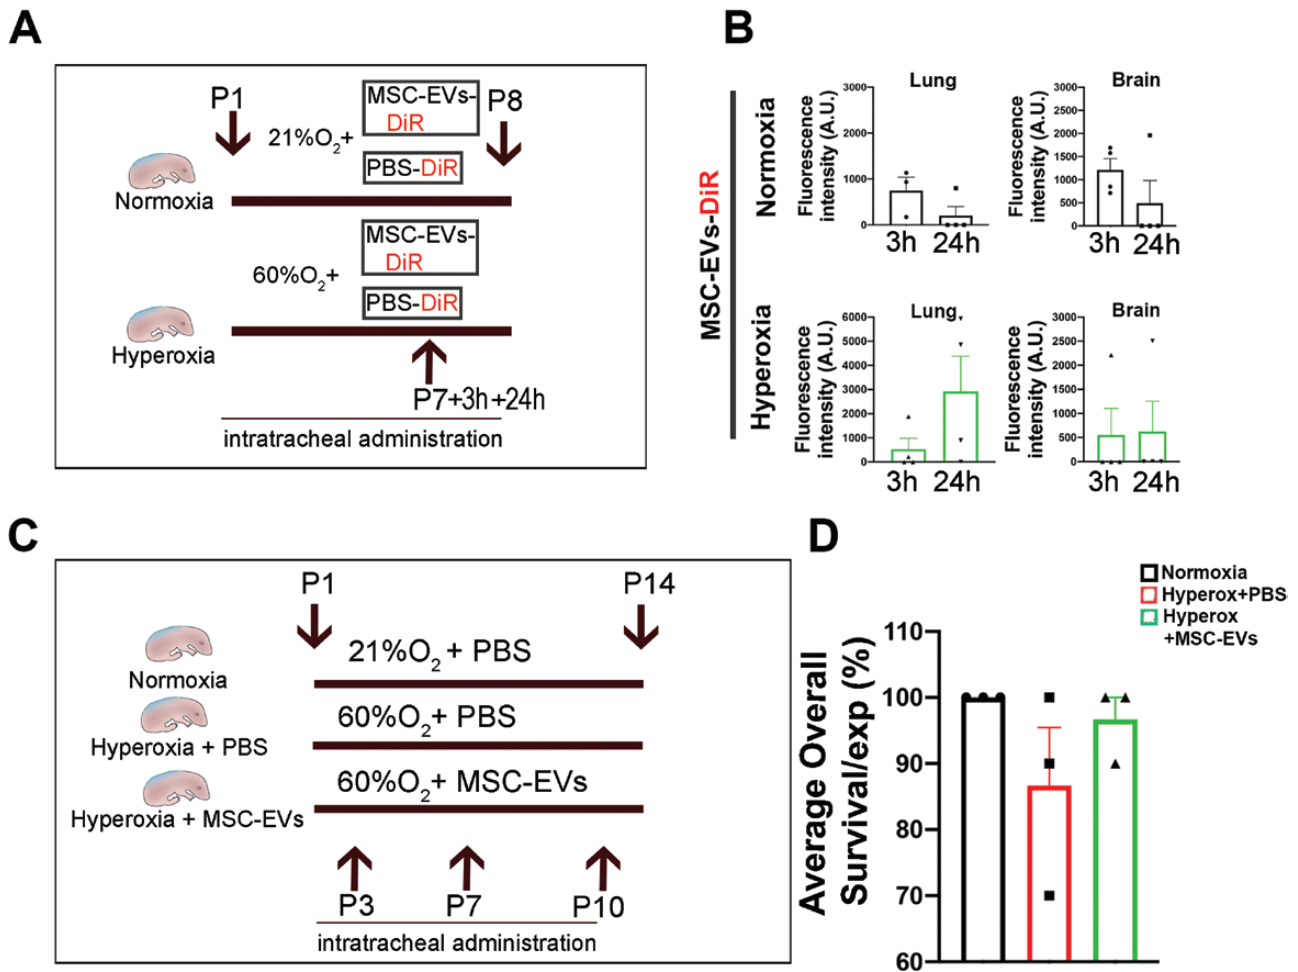 A
P1
MSC-EVs-
DiR
P8
21%O2+
PBS-DiR
Normoxia
MSC-EVs-
DiR
60%O2+
PBS-DiR
Hyperoxia
P7+3h+24h
intratracheal administration
B
MSC-EVs-DiR
Normoxia
Lung
Fluorescence
intensity (A.U.)
3000
2000
1000
0
3h 24h
Brain
Fluorescence
intensity (A.U.)
3000
2500
2000
1500
1000
500
0
3h 24h
Hyperoxia
Lung
Fluorescence
intensity (A.U.)
6000
5000
4000
3000
2000
1000
0
3h 24h
Brain
Fluorescence
intensity (A.U.)
3000
2500
2000
1500
1000
500
0
3h 24h
C
P1
P14
21%O2 + PBS
Normoxia
60%O2+ PBS
Hyperoxia + PBS
60%O2+ MSC-EVs
Hyperoxia + MSC-EVs
P3
P7
P10
intratracheal administration
D
Normoxia
Hyperox+PBS
Hyperox
+MSC-EVs
Average Overall
Survival/exp (%)
110
100
90
80
70
60